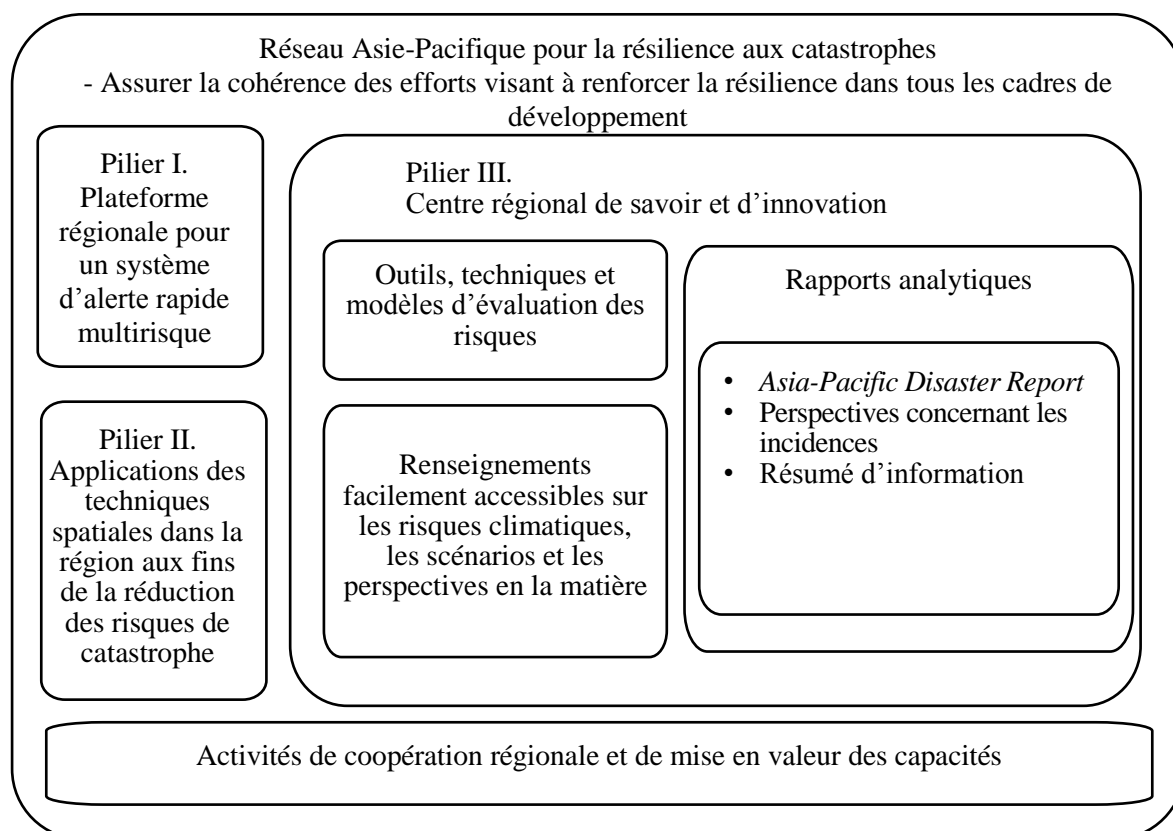 Réseau Asie-Pacifique pour la résilience aux catastrophes
- Assurer la cohérence des efforts visant à renforcer la résilience dans tous les cadres de
développement
Pilier I.
Plateforme
régionale pour
un système
d’alerte rapide
multirisque
Pilier II.
Applications des
techniques
spatiales dans la
région aux fins
de la réduction
des risques de
catastrophe
Pilier III.
Centre régional de savoir et d’innovation
Outils, techniques et
modèles d’évaluation des
risques
Renseignements
facilement accessibles sur
les risques climatiques,
les scénarios et les
perspectives en la matière
Rapports analytiques
• Asia-Pacific Disaster Report
• Perspectives concernant les
incidences
• Résumé d’information
Activités de coopération régionale et de mise en valeur des capacités